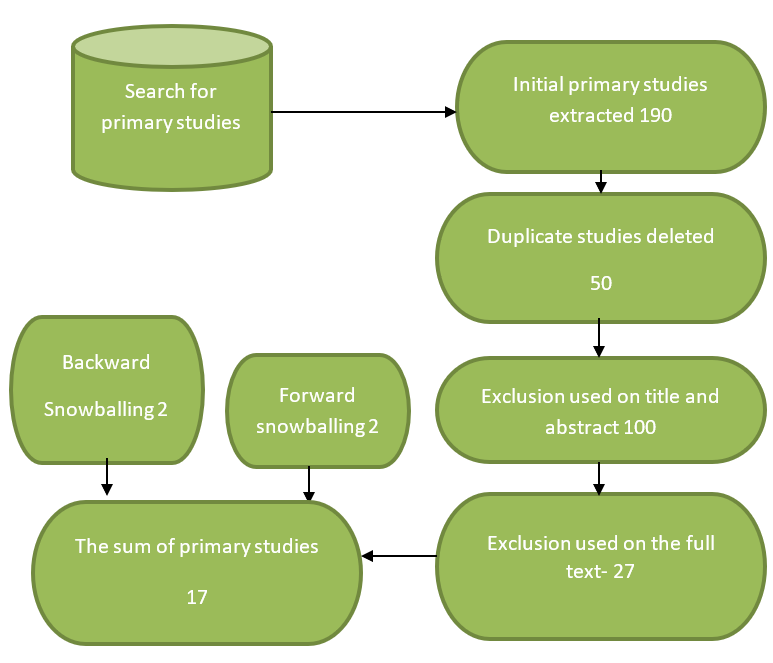 Search for
primary studies
Initial primary studies
extracted 190
Duplicate studies deleted
50
Exclusion used on title and
abstract 100
Exclusion used on the full
text- 27
Backward
Snowballing 2
Forward
snowballing 2
The sum of primary studies
17